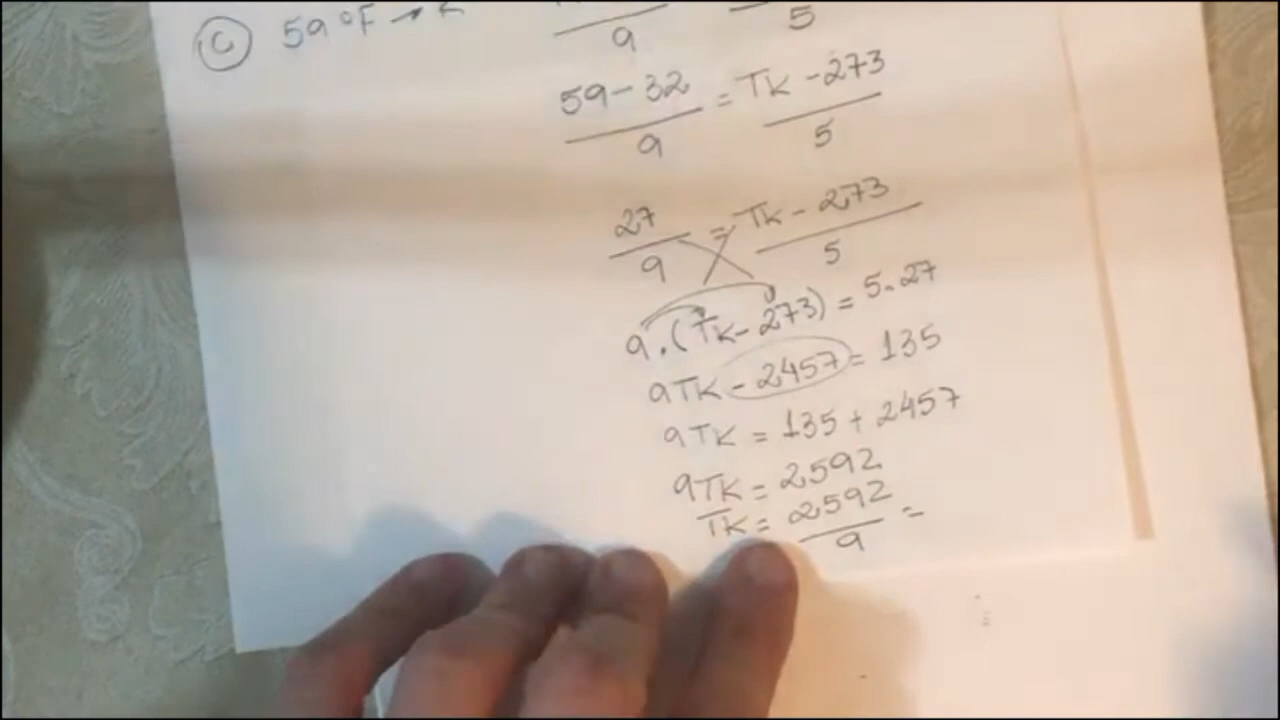 C 59°F → K
9 5
59-32 = TK-273
9 5
27 = TK-273
9 5
9.(TK-273) = 5.27
9TK-2457 = 135
9TK = 135+2457
9TK = 2592
TK = 2592 =
9